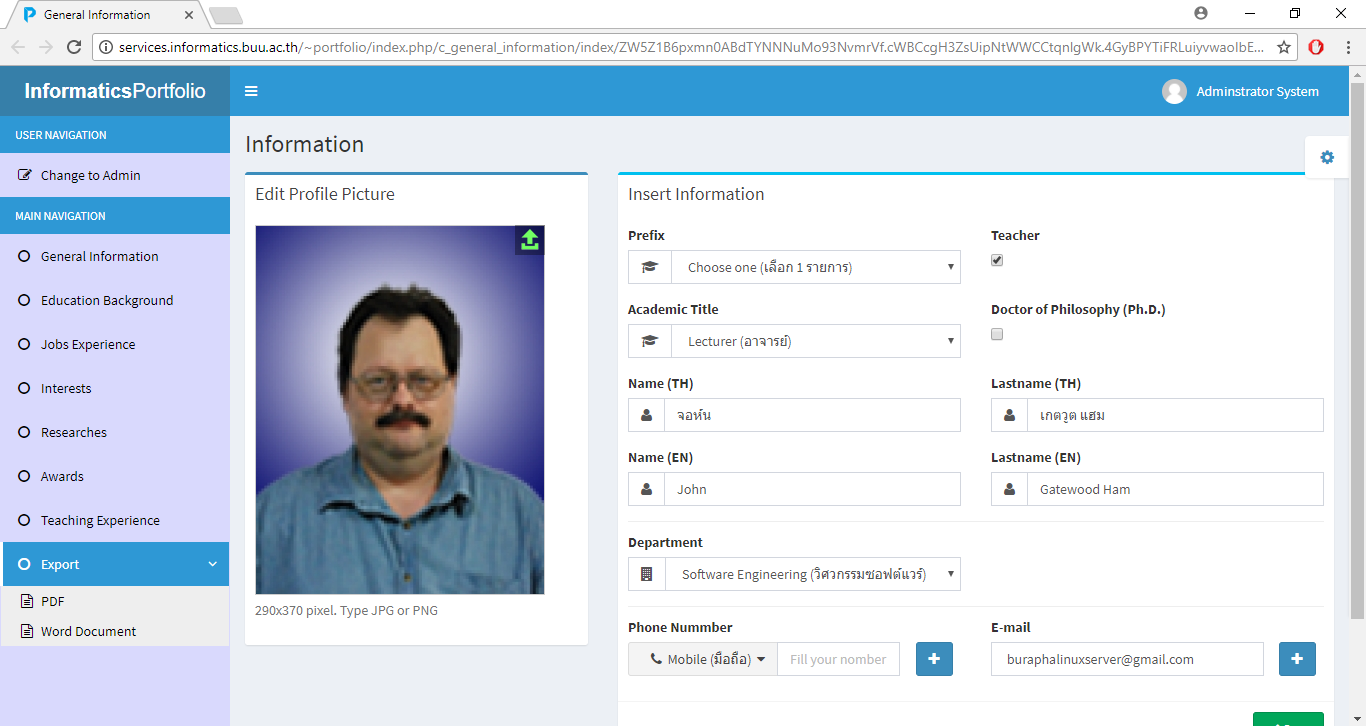 General Information
services.informatics.buu.ac.th/~portfolio/index.php/c_general_information/index/ZW5Z1B6pxmn0ABdTYNNNuMo93NvmrVf.cWBCcgH3ZsUipNtWWCCtqnIgWk.4GyBPYTiFRLuiyvwaoIbE...
InformaticsPortfolio
Adminstrator System
USER NAVIGATION
Change to Admin
MAIN NAVIGATION
General Information
Education Background
Jobs Experience
Interests
Researches
Awards
Teaching Experience
Export
PDF
Word Document
Information
Edit Profile Picture
290x370 pixel. Type JPG or PNG
Insert Information
Prefix
Teacher
Choose one (เลือก 1 รายการ)
Academic Title
Doctor of Philosophy (Ph.D.)
Lecturer (อาจารย์)
Name (TH)
Lastname (TH)
จอห์น
เกตวูต แฮม
Name (EN)
Lastname (EN)
John
Gatewood Ham
Department
Software Engineering (วิศวกรรมซอฟต์แวร์)
Phone Nummber
E-mail
Mobile (มือถือ)
Fill your nomber
buraphalinuxserver@gmail.com